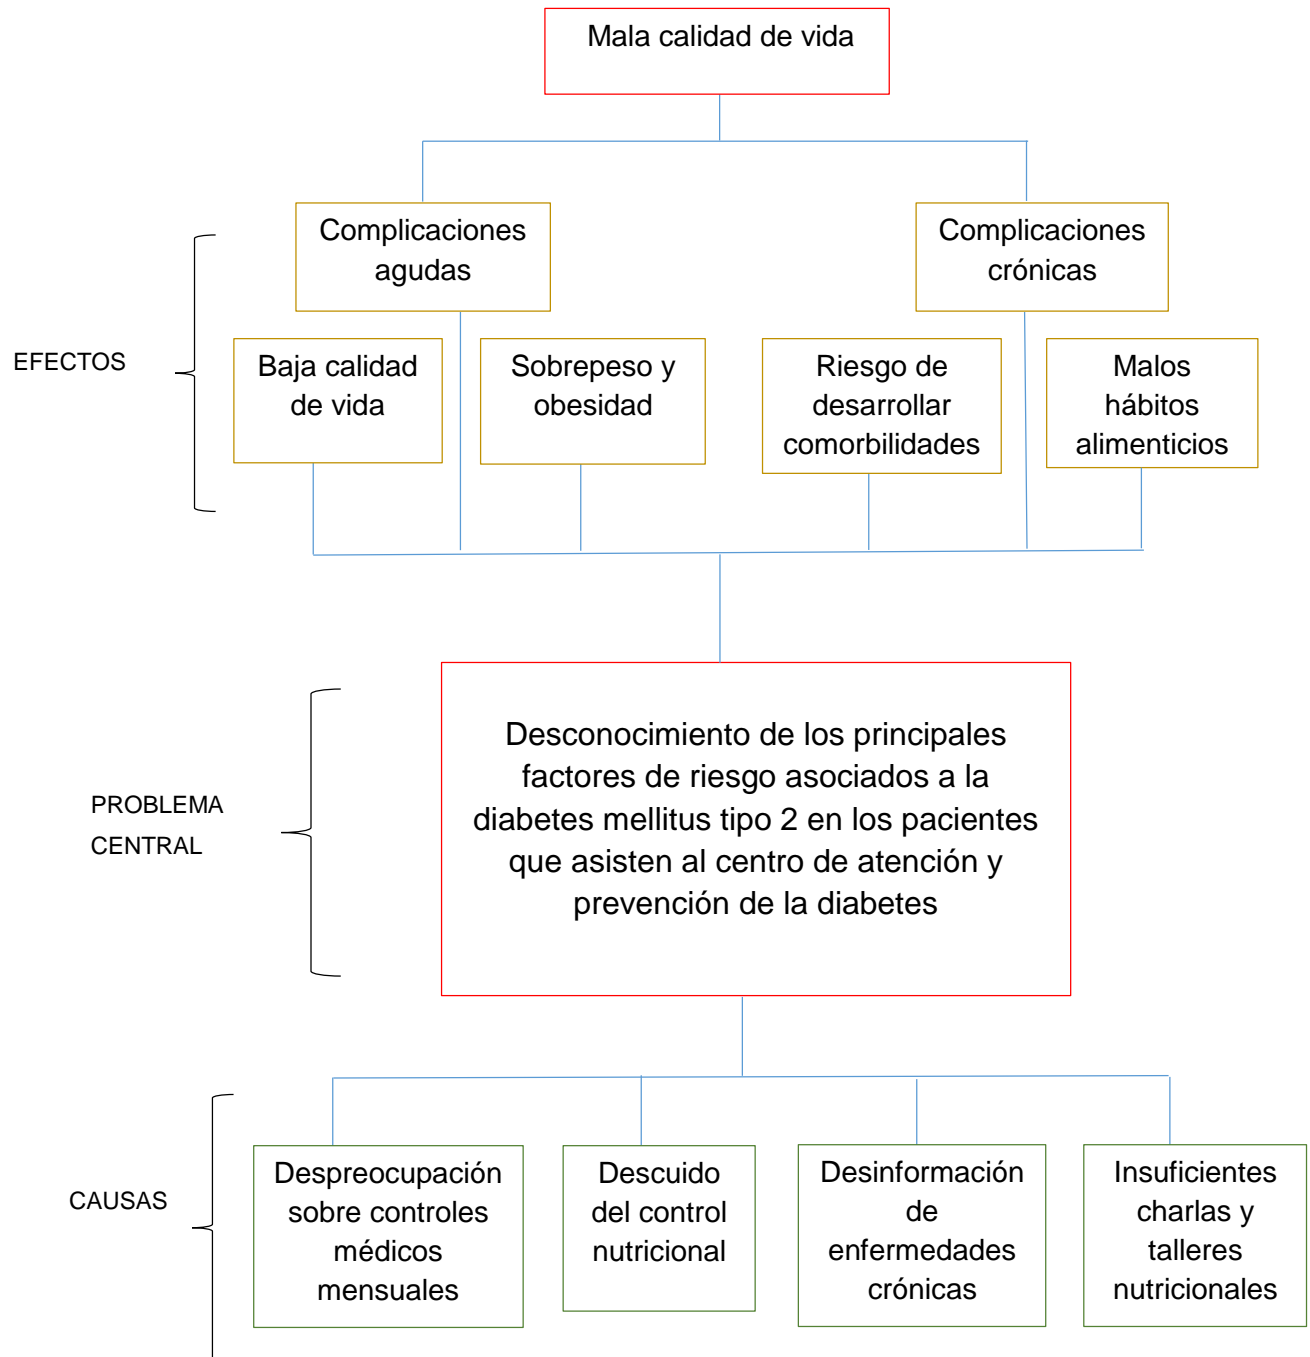 Mala calidad de vida
Complicaciones
agudas
Complicaciones
crónicas
EFECTOS
Baja calidad
de vida
Sobrepeso y
obesidad
Riesgo de
desarrollar
comorbilidades
Malos
hábitos
alimenticios
PROBLEMA
CENTRAL
Desconocimiento de los principales
factores de riesgo asociados a la
diabetes mellitus tipo 2 en los pacientes
que asisten al centro de atención y
prevención de la diabetes
CAUSAS
Despreocupación
sobre controles
médicos
mensuales
Descuido
del control
nutricional
Desinformación
de
enfermedades
crónicas
Insuficientes
charlas y
talleres
nutricionales